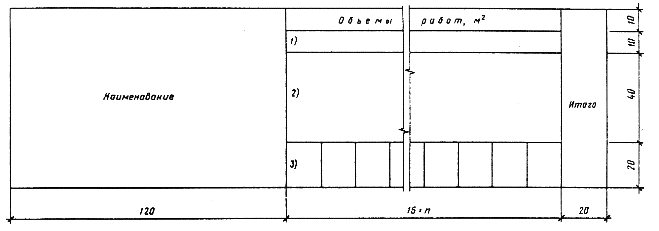 Объемы работ, м²
10
1)
10
Наименование
2)
40
Итого
3)
20
120
15 × n
20